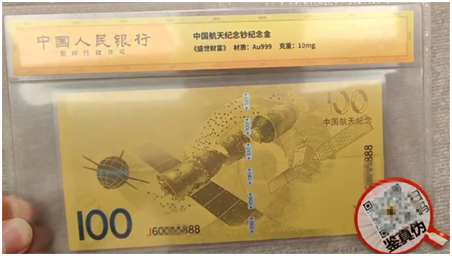 中国人民银行
中国航天纪念钞纪念金
《盛世财富》 材质：Au999 克重：10mg
100
中国航天纪念
100
鉴真伪